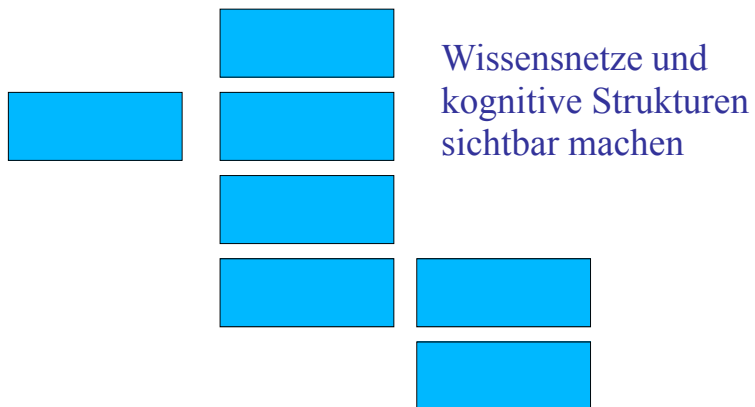 Wissensnetze und
kognitive Strukturen
sichtbar machen